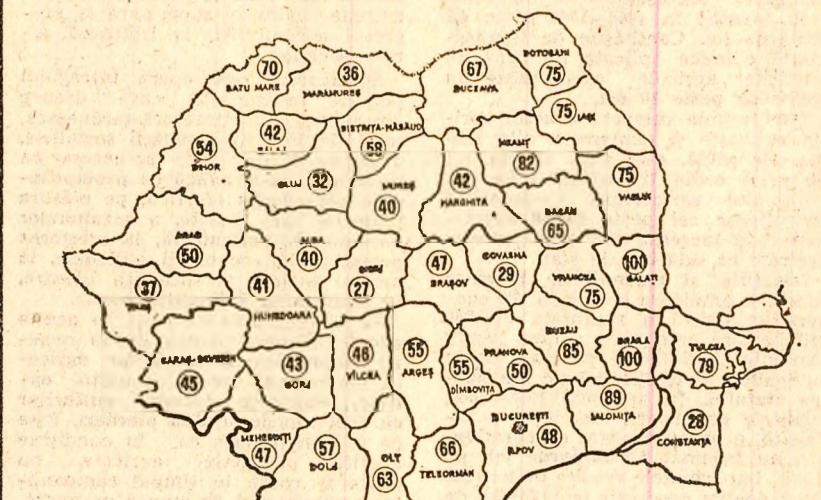 BOTOȘANI
75
70
SATU MARE
36
MARAMUREȘ
67
SUCEAVA
75 IAȘI
42
SĂLAJ
BISTRIȚA-NĂSĂUD
58
NEAMȚ
82
54
BIHOR
CLUJ 32
MUREȘ
40
42
HARGHITA
75
VASLUI
BACĂU
65
ARAD
50
ALBA
40
SIBIU
27
47
BRAȘOV
COVASNA
29
VRANCEA
75
100
GALAȚI
37
TIMIȘ
41
HUNEDOARA
CARAȘ-SEVERIN
45
43
GORJ
46
VÎLCEA
55
ARGEȘ
55
DÎMBOVIȚA
PRAHOVA
50
BUZĂU
85
BRĂILA
100
TULCEA
79
89
IALOMIȚA
28
CONSTANȚA
BUCUREȘTI
48
ILFOV
MEHEDINȚI
47
57
DOLJ
OLT
63
66
TELEORMAN